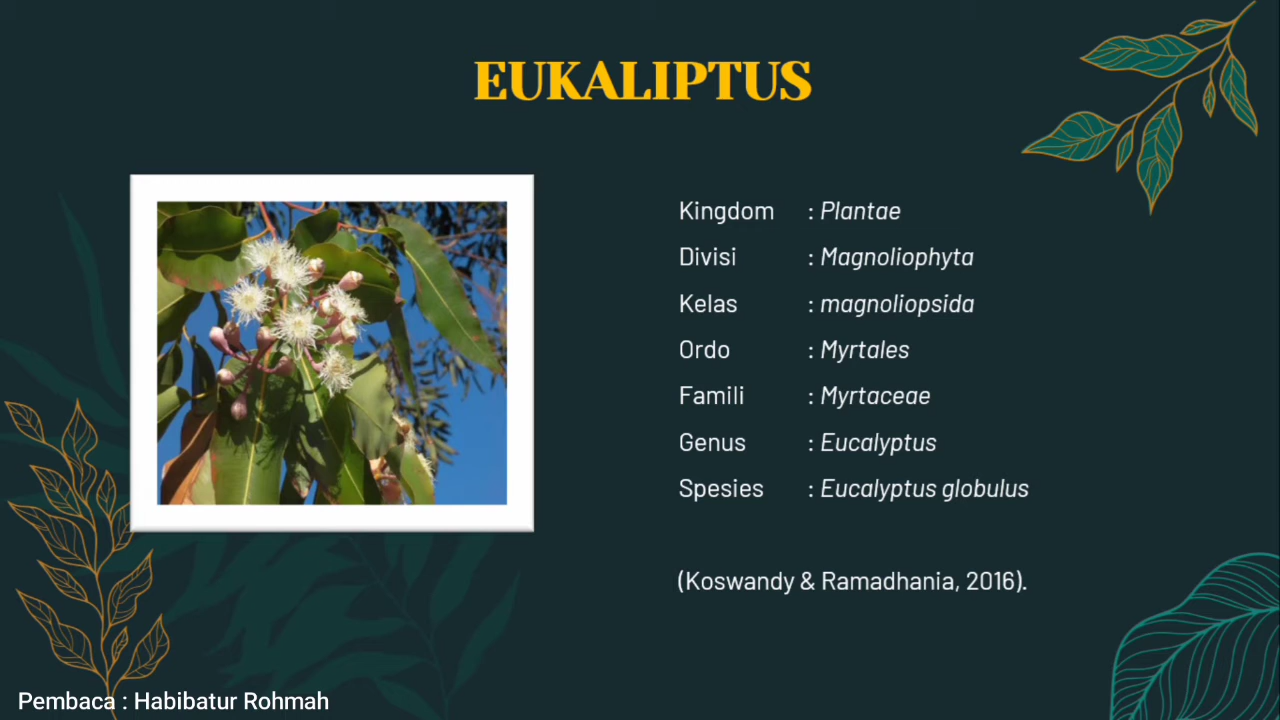 EUKALIPTUS
Kingdom : Plantae
Divisi : Magnoliophyta
Kelas : magnoliopsida
Ordo : Myrtales
Famili : Myrtaceae
Genus : Eucalyptus
Spesies : Eucalyptus globulus
(Koswandy & Ramadhania, 2016).
Pembaca : Habibatur Rohmah